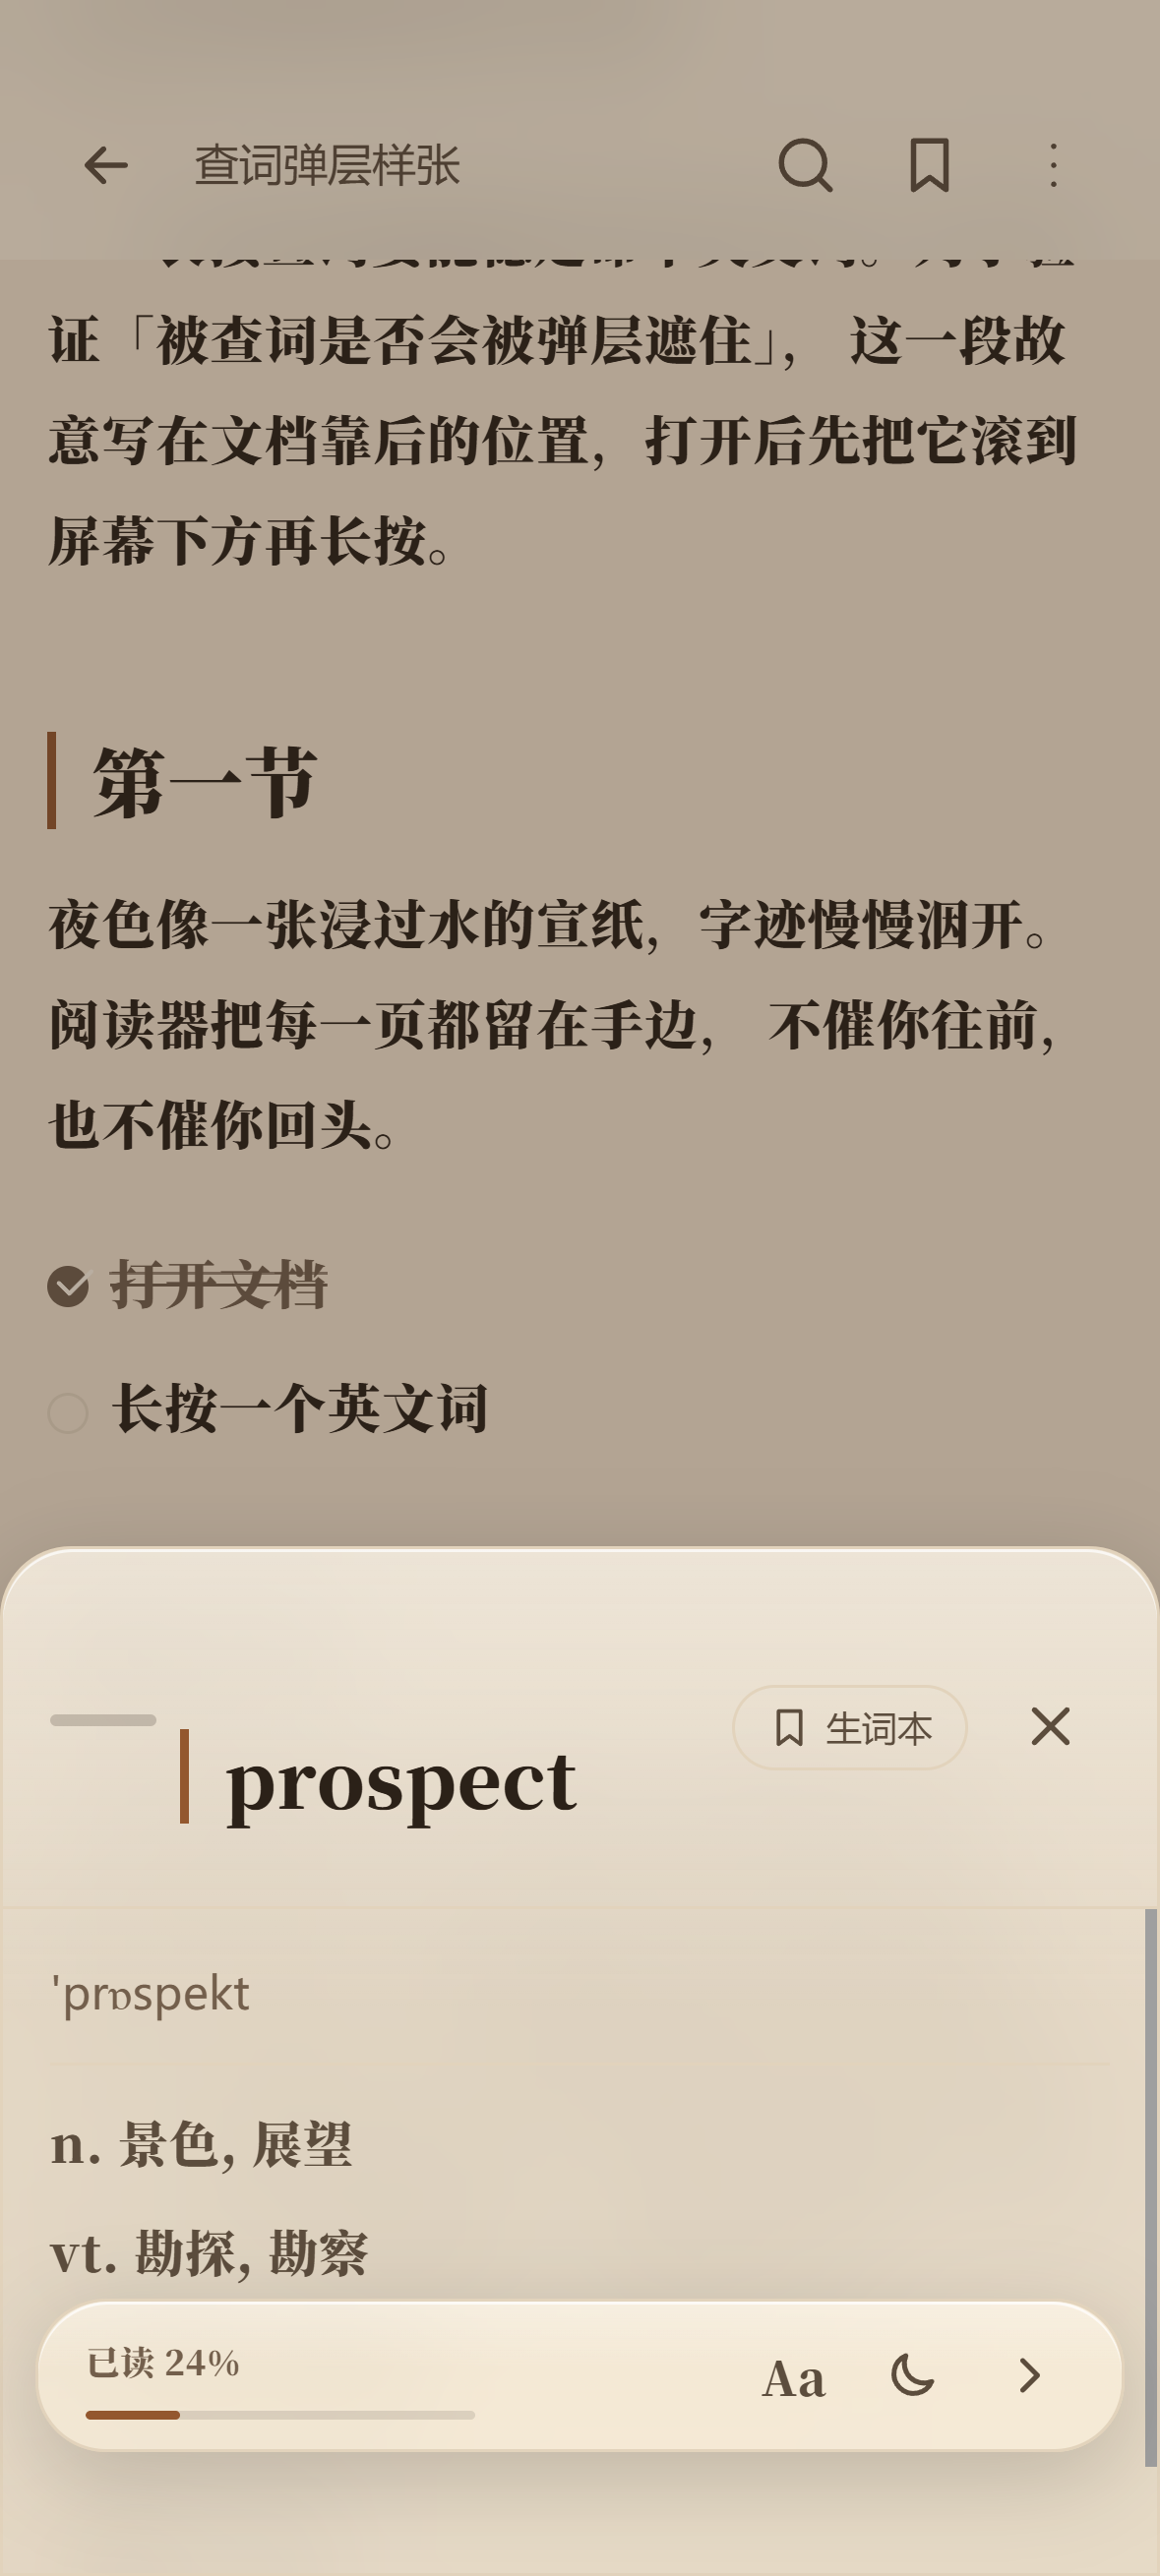 查词弹层样张
证「被查词是否会被弹层遮住」， 这一段故
意写在文档靠后的位置，打开后先把它滚到
屏幕下方再长按。
第一节
夜色像一张浸过水的宣纸，字迹慢慢洇开。
阅读器把每一页都留在手边， 不催你往前，
也不催你回头。
打开文档
长按一个英文词
生词本
prospect
ˈprɒspekt
n. 景色, 展望
vt. 勘探, 勘察
已读 24%
Aa